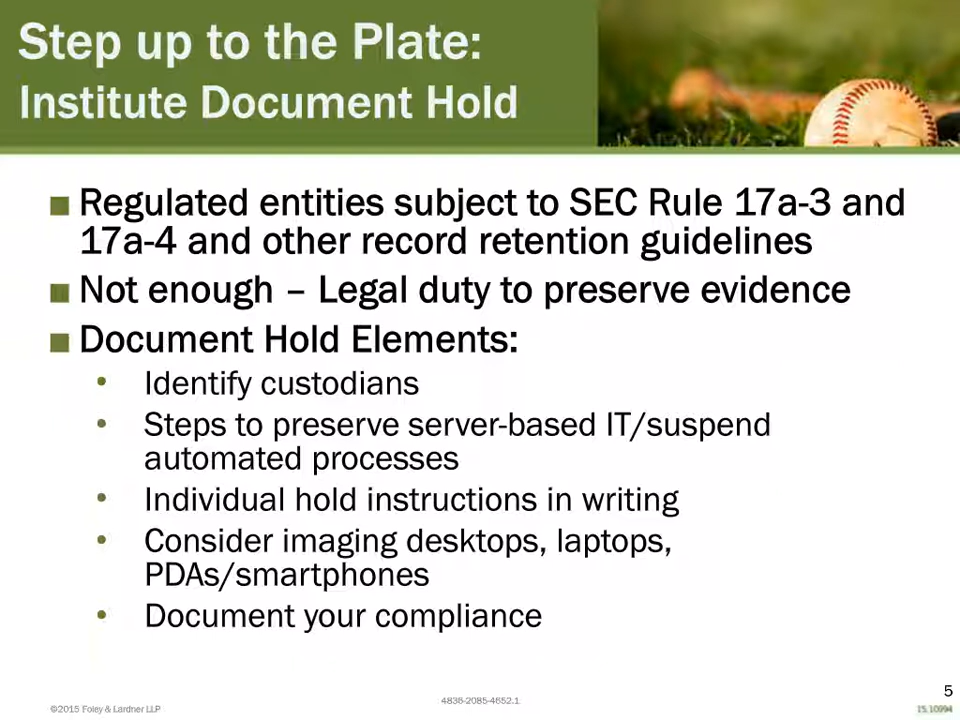 Step up to the Plate:
Institute Document Hold
■ Regulated entities subject to SEC Rule 17a-3 and
17a-4 and other record retention guidelines
■ Not enough – Legal duty to preserve evidence
■ Document Hold Elements:
• Identify custodians
• Steps to preserve server-based IT/suspend
automated processes
• Individual hold instructions in writing
• Consider imaging desktops, laptops,
PDAs/smartphones
• Document your compliance
5
©2015 Foley & Lardner LLP
4836-2085-4652.1
15.10994